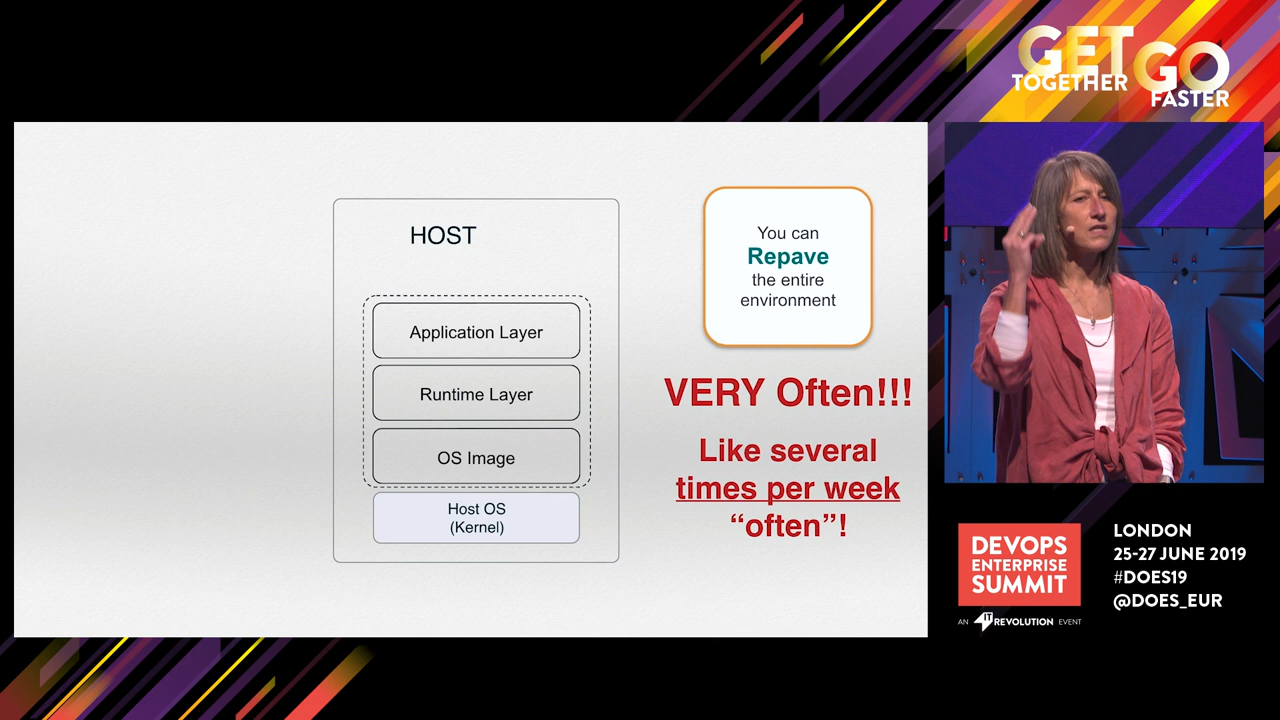 GET
TOGETHER
GO
FASTER
HOST
Application Layer
Runtime Layer
OS Image
Host OS
(Kernel)
You can
Repave
the entire
environment
VERY Often!!!
Like several
times per week
“often”!
DEVOPS
ENTERPRISE
SUMMIT
AN IT REVOLUTION EVENT
LONDON
25-27 JUNE 2019
#DOES19
@DOES_EUR